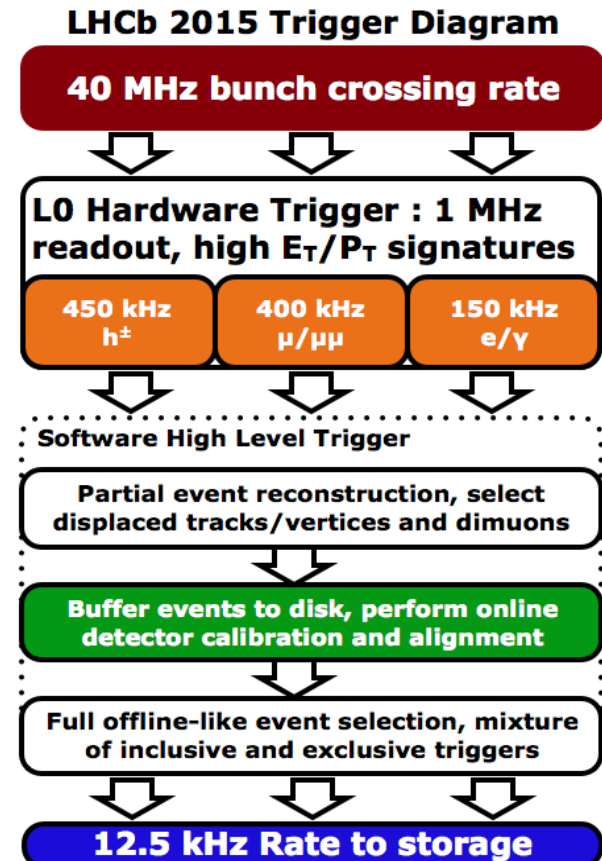 LHCb 2015 Trigger Diagram
40 MHz bunch crossing rate
L0 Hardware Trigger : 1 MHz
readout, high E_T/P_T signatures
450 kHz
h±
400 kHz
μ/μμ
150 kHz
e/γ
Software High Level Trigger
Partial event reconstruction, select
displaced tracks/vertices and dimuons
Buffer events to disk, perform online
detector calibration and alignment
Full offline-like event selection, mixture
of inclusive and exclusive triggers
12.5 kHz Rate to storage